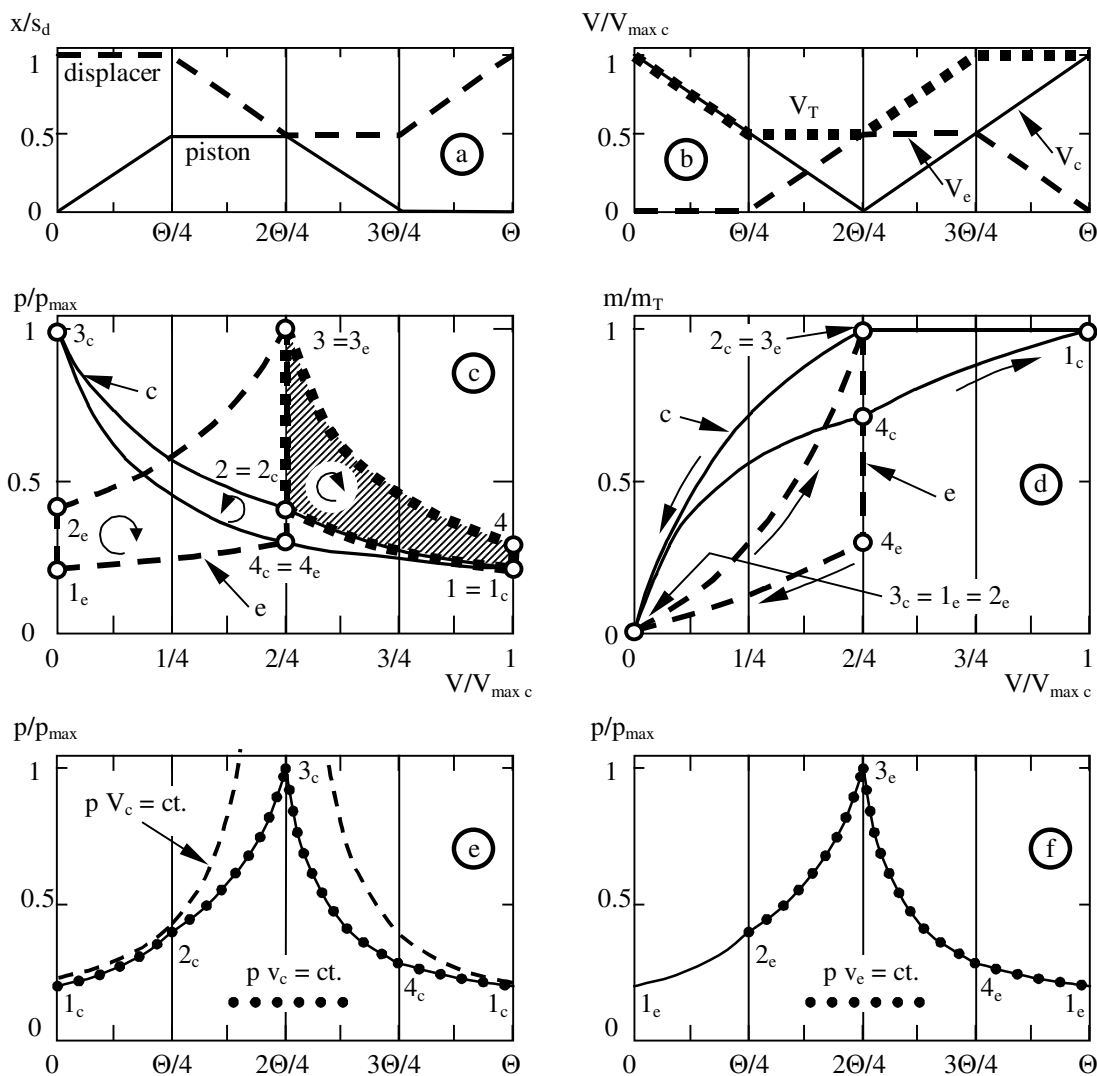 x/s_d
1
displacer
0.5
piston
a
0
0 Θ/4 2Θ/4 3Θ/4 Θ
V/V_max c
1
V_T
0.5
b
V_c
V_e
0
0 Θ/4 2Θ/4 3Θ/4 Θ
p/p_max
1
3_c
3 =3_e
c
c
0.5
2 = 2_c
2_e
4
1_e
4_c = 4_e
1 = 1_c
e
0
0 1/4 2/4 3/4 1
V/V_max c
m/m_T
1
2_c = 3_e
1_c
c
4_c
0.5
e
d
4_e
3_c = 1_e = 2_e
0
0 1/4 2/4 3/4 1
V/V_max c
p/p_max
1
3_c
p V_c = ct.
e
0.5
2_c
p v_c = ct.
4_c
1_c
0
0 Θ/4 2Θ/4 3Θ/4 Θ
p/p_max
1
3_e
f
0.5
2_e
p v_e = ct.
4_e
1_e
1_e
0
0 Θ/4 2Θ/4 3Θ/4 Θ